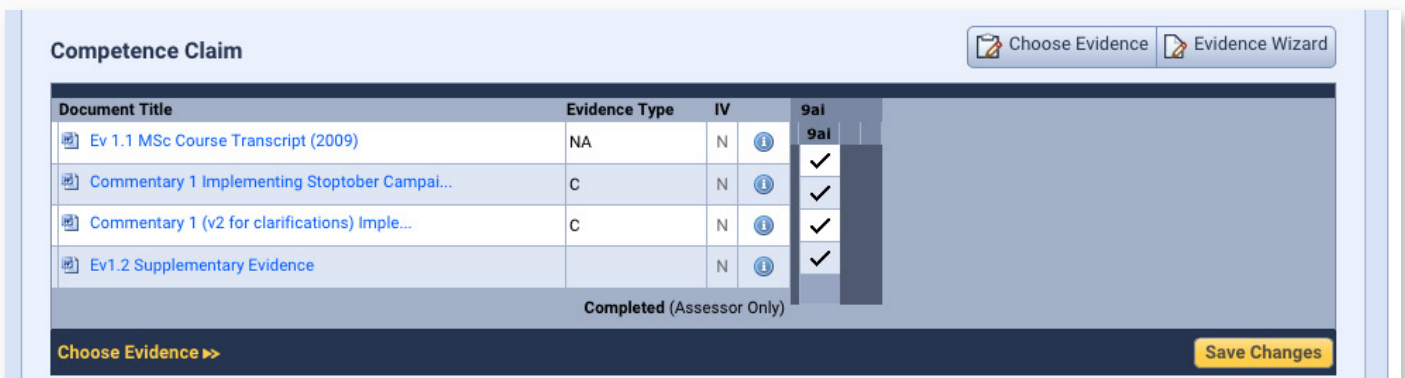 Competence Claim
Choose Evidence Evidence Wizard
Document Title Evidence Type IV 9ai
9ai
Ev 1.1 MSc Course Transcript (2009) NA N
Commentary 1 Implementing Stoptober Campai... C N
Commentary 1 (v2 for clarifications) Imple... C N
Ev1.2 Supplementary Evidence N
Completed (Assessor Only)
Choose Evidence Save Changes